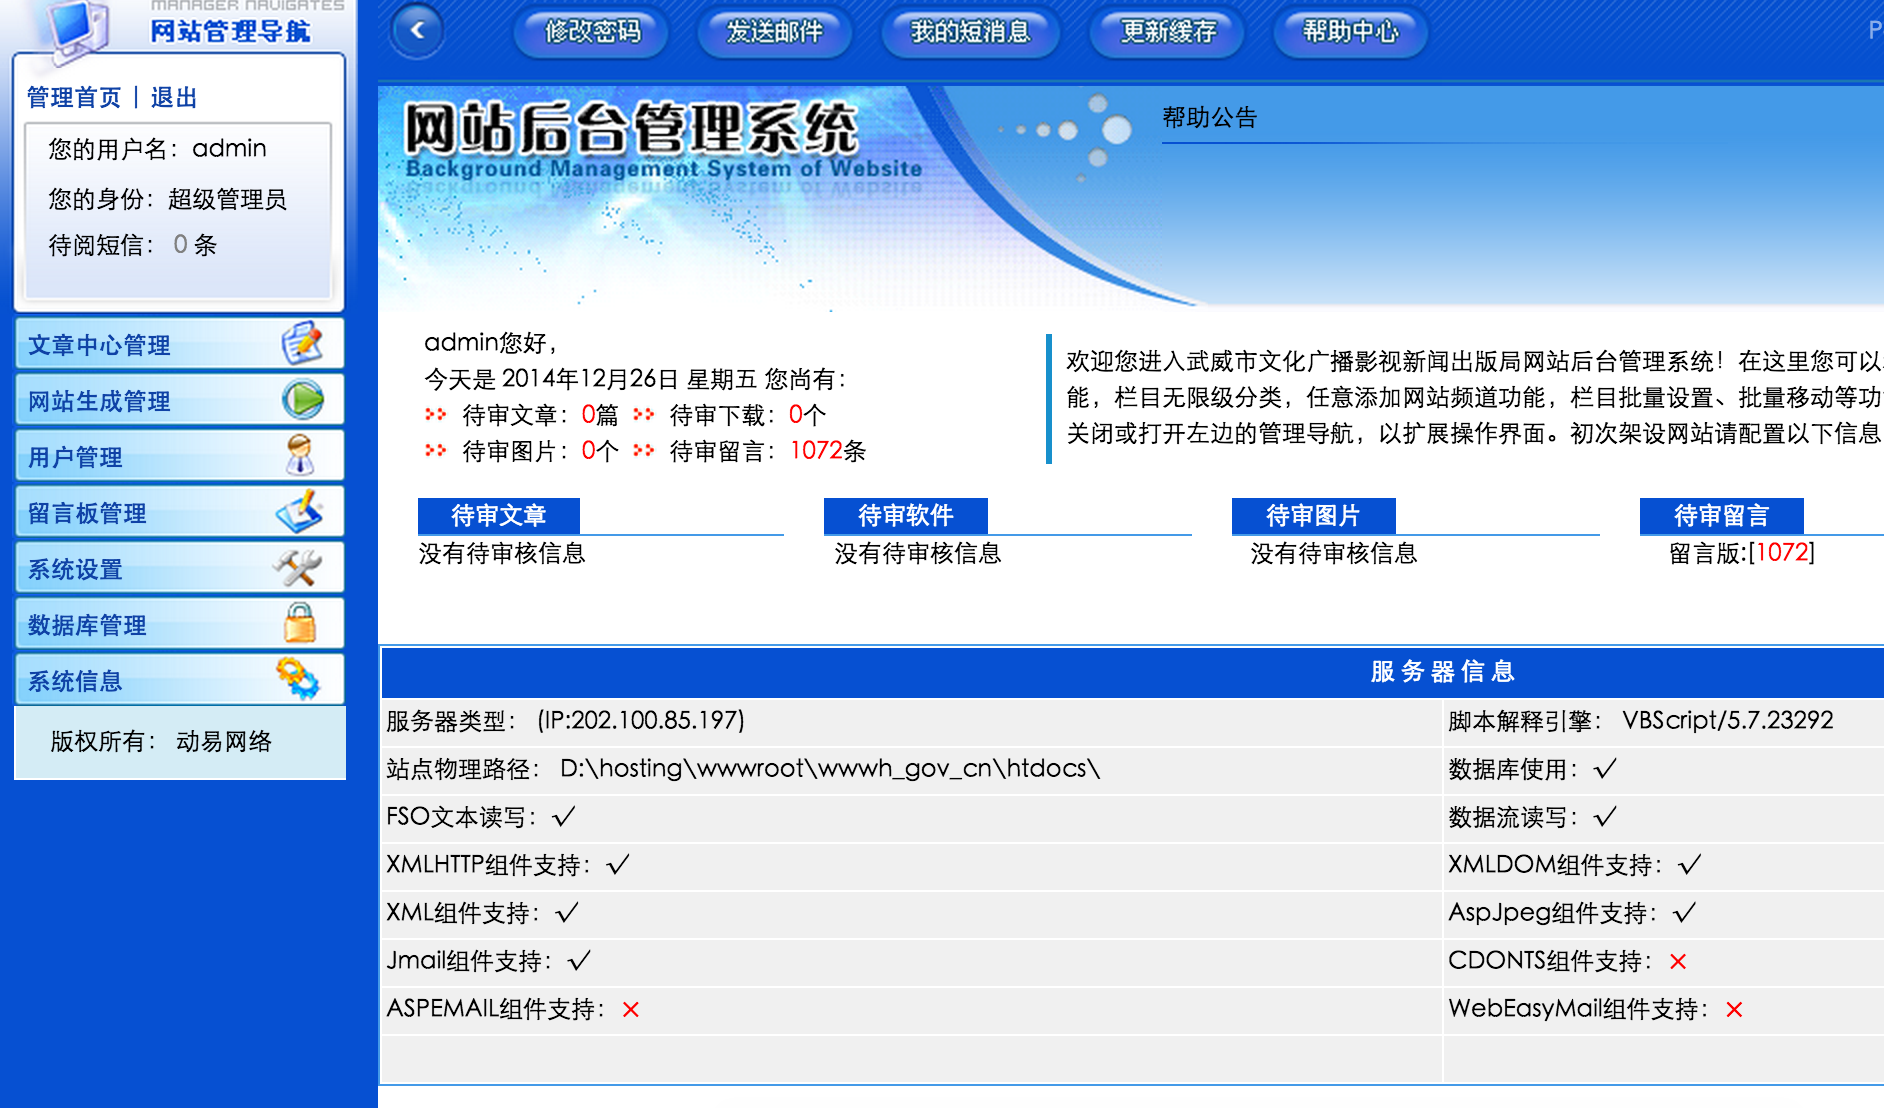 MANAGER NAVIGATES
网站管理导航
管理首页 | 退出
您的用户名：admin
您的身份：超级管理员
待阅短信： 0 条
文章中心管理
网站生成管理
用户管理
留言板管理
系统设置
数据库管理
系统信息
版权所有： 动易网络
修改密码 发送邮件 我的短消息 更新缓存 帮助中心
网站后台管理系统
Background Management System of Website
帮助公告
admin您好，
今天是 2014年12月26日 星期五 您尚有：
待审文章：0篇 待审下载：0个
待审图片：0个 待审留言：1072条
欢迎您进入武威市文化广播影视新闻出版局网站后台管理系统！在这里您可以
能，栏目无限级分类，任意添加网站频道功能，栏目批量设置、批量移动等功
关闭或打开左边的管理导航，以扩展操作界面。初次架设网站请配置以下信息
待审文章 待审软件 待审图片 待审留言
没有待审核信息 没有待审核信息 没有待审核信息 留言版:[1072]
服务器信息
服务器类型： (IP:202.100.85.197) 脚本解释引擎： VBScript/5.7.23292
站点物理路径： D:\hosting\wwwroot\wwwh_gov_cn\htdocs\ 数据库使用：√
FSO文本读写：√ 数据流读写：√
XMLHTTP组件支持：√ XMLDOM组件支持：√
XML组件支持：√ AspJpeg组件支持：√
Jmail组件支持：√ CDONTS组件支持：×
ASPEMAIL组件支持：× WebEasyMail组件支持：×